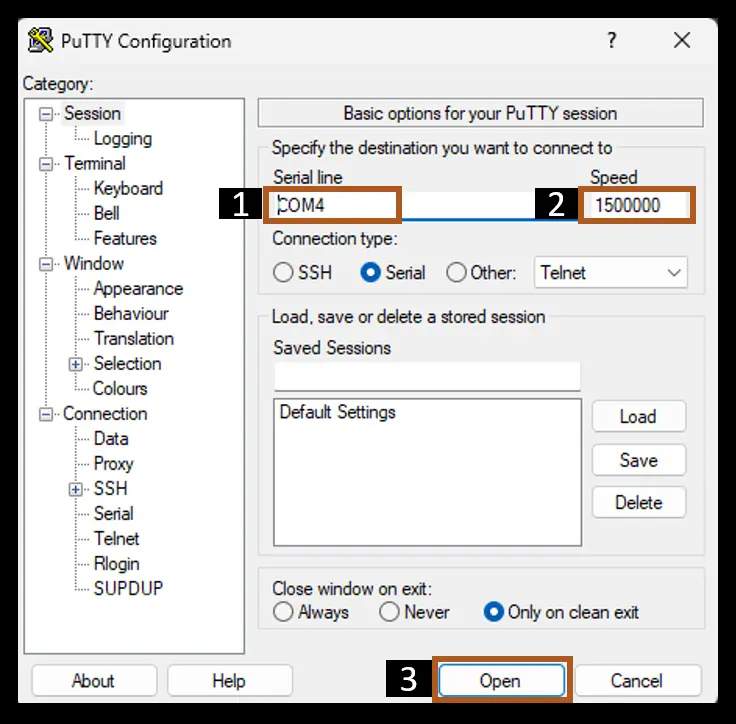 PuTTY Configuration ?
Category:
Session
Logging
Terminal
Keyboard
Bell
Features
Window
Appearance
Behaviour
Translation
Selection
Colours
Connection
Data
Proxy
SSH
Serial
Telnet
Rlogin
SUPDUP
Basic options for your PuTTY session
Specify the destination you want to connect to
Serial line Speed
1 COM4 2 1500000
Connection type:
SSH Serial Other: Telnet
Load, save or delete a stored session
Saved Sessions
Default Settings
Load
Save
Delete
Close window on exit:
Always Never Only on clean exit
About Help 3 Open Cancel